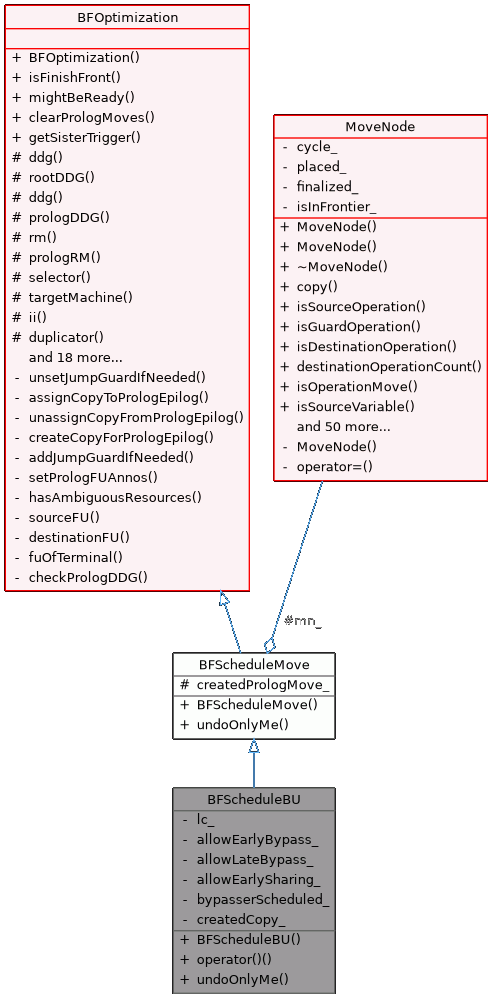 BFOptimization
+ BFOptimization()
+ isFinishFront()
+ mightBeReady()
+ clearPrologMoves()
+ getSisterTrigger()
# ddg()
# rootDDG()
# ddg()
# prologDDG()
# rm()
# prologRM()
# selector()
# targetMachine()
# ii()
# duplicator()
and 18 more...
- unsetJumpGuardIfNeeded()
- assignCopyToPrologEpilog()
- unassignCopyFromPrologEpilog()
- createCopyForPrologEpilog()
- addJumpGuardIfNeeded()
- setPrologFUAnnos()
- hasAmbiguousResources()
- sourceFU()
- destinationFU()
- fuOfTerminal()
- checkPrologDDG()
MoveNode
- cycle_
- placed_
- finalized_
- isInFrontier_
+ MoveNode()
+ MoveNode()
+ ~MoveNode()
+ copy()
+ isSourceOperation()
+ isGuardOperation()
+ isDestinationOperation()
+ destinationOperationCount()
+ isOperationMove()
+ isSourceVariable()
and 50 more...
- MoveNode()
- operator=()
#mn_
BFScheduleMove
# createdPrologMove_
+ BFScheduleMove()
+ undoOnlyMe()
BFScheduleBU
- lc_
- allowEarlyBypass_
- allowLateBypass_
- allowEarlySharing_
- bypasserScheduled_
- createdCopy_
+ BFScheduleBU()
+ operator()()
+ undoOnlyMe()